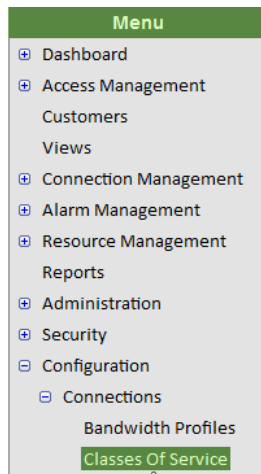 Menu
Dashboard
Access Management
Customers
Views
Connection Management
Alarm Management
Resource Management
Reports
Administration
Security
Configuration
Connections
Bandwidth Profiles
Classes Of Service